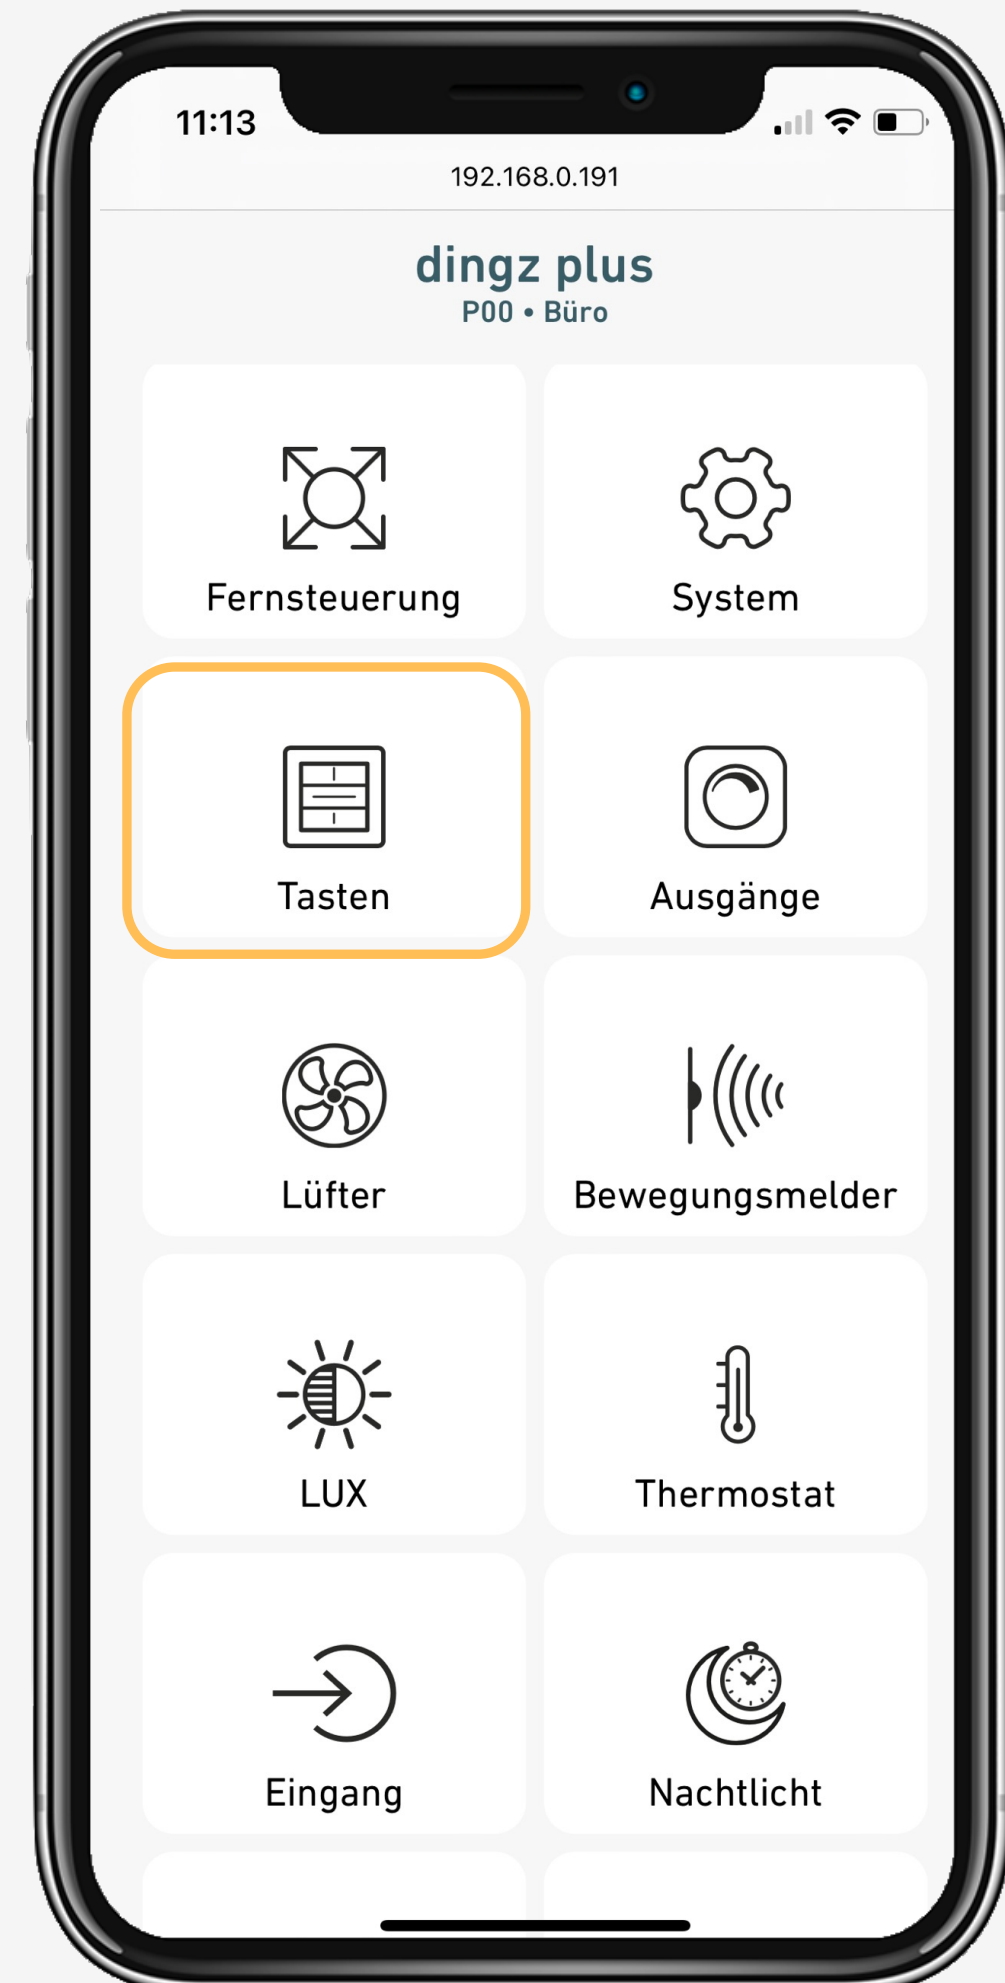 11:13
192.168.0.191
dingz plus
P00 • Büro
Fernsteuerung
System
Tasten
Ausgänge
Lüfter
Bewegungsmelder
LUX
Thermostat
Eingang
Nachtlicht